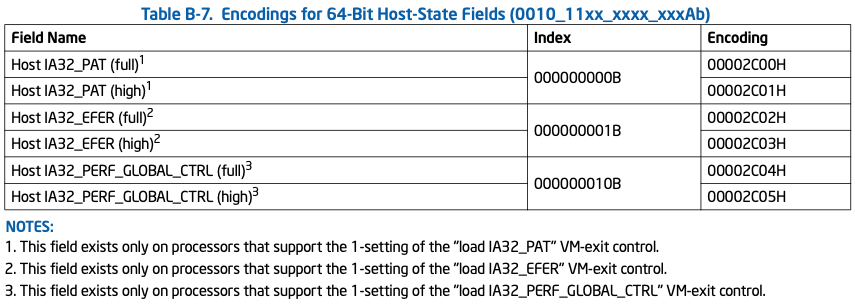 Table B-7. Encodings for 64-Bit Host-State Fields (0010_11xx_xxxx_xxxAb)
Field Name Index Encoding
Host IA32_PAT (full)1 000000000B 00002C00H
Host IA32_PAT (high)1 00002C01H
Host IA32_EFER (full)2 000000001B 00002C02H
Host IA32_EFER (high)2 00002C03H
Host IA32_PERF_GLOBAL_CTRL (full)3 000000010B 00002C04H
Host IA32_PERF_GLOBAL_CTRL (high)3 00002C05H
NOTES:
1. This field exists only on processors that support the 1-setting of the "load IA32_PAT" VM-exit control.
2. This field exists only on processors that support the 1-setting of the "load IA32_EFER" VM-exit control.
3. This field exists only on processors that support the 1-setting of the "load IA32_PERF_GLOBAL_CTRL" VM-exit control.